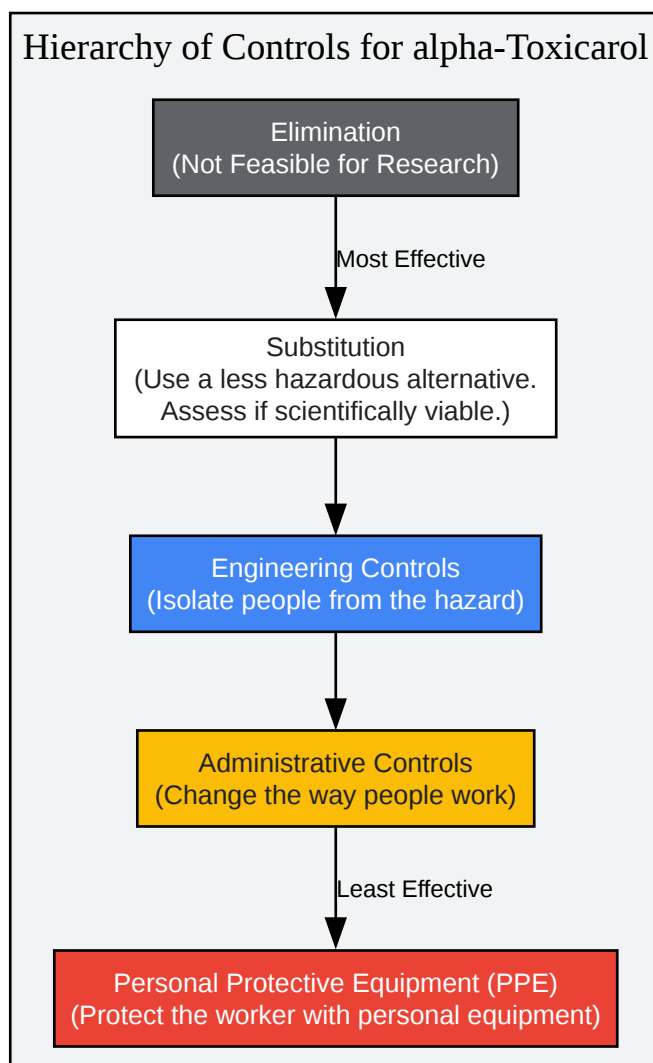 Hierarchy of Controls for alpha-Toxicarol
Elimination
(Not Feasible for Research)
Most Effective
Substitution
(Use a less hazardous alternative.
Assess if scientifically viable.)
Engineering Controls
(Isolate people from the hazard)
Administrative Controls
(Change the way people work)
Least Effective
Personal Protective Equipment (PPE)
(Protect the worker with personal equipment)